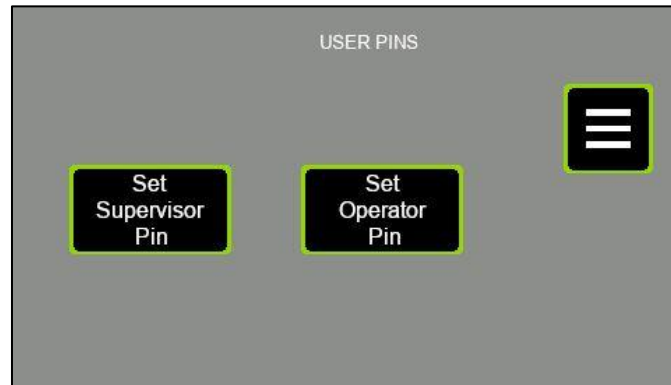 USER PINS
Set
Supervisor
Pin
Set
Operator
Pin